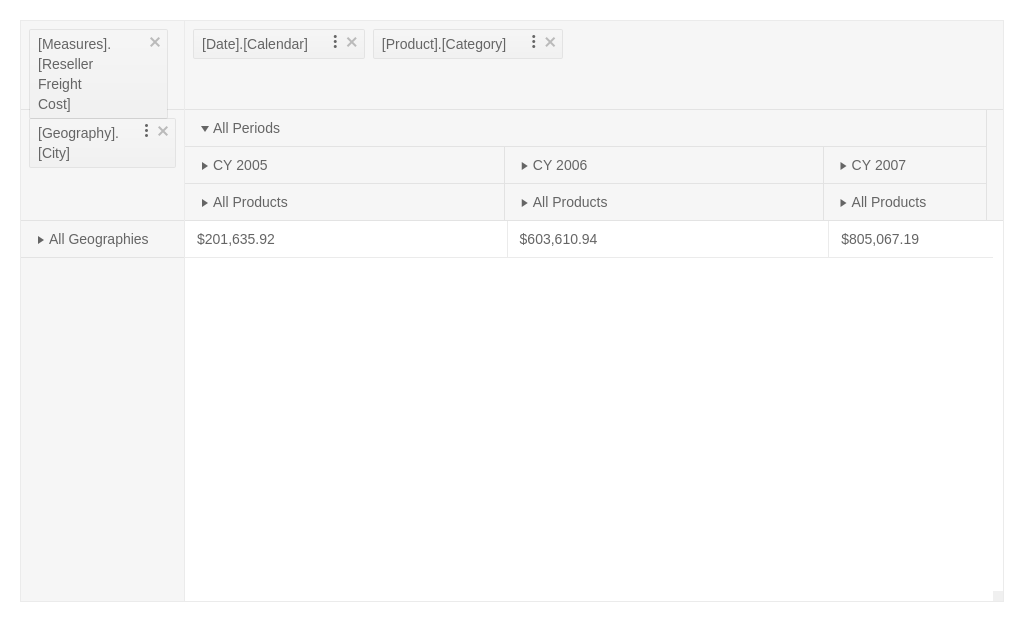 [Measures].
[Reseller
Freight
Cost]
[Date].[Calendar]
[Product].[Category]
[Geography].
[City]
All Periods
CY 2005
CY 2006
CY 2007
All Products
All Products
All Products
All Geographies
$201,635.92
$603,610.94
$805,067.19